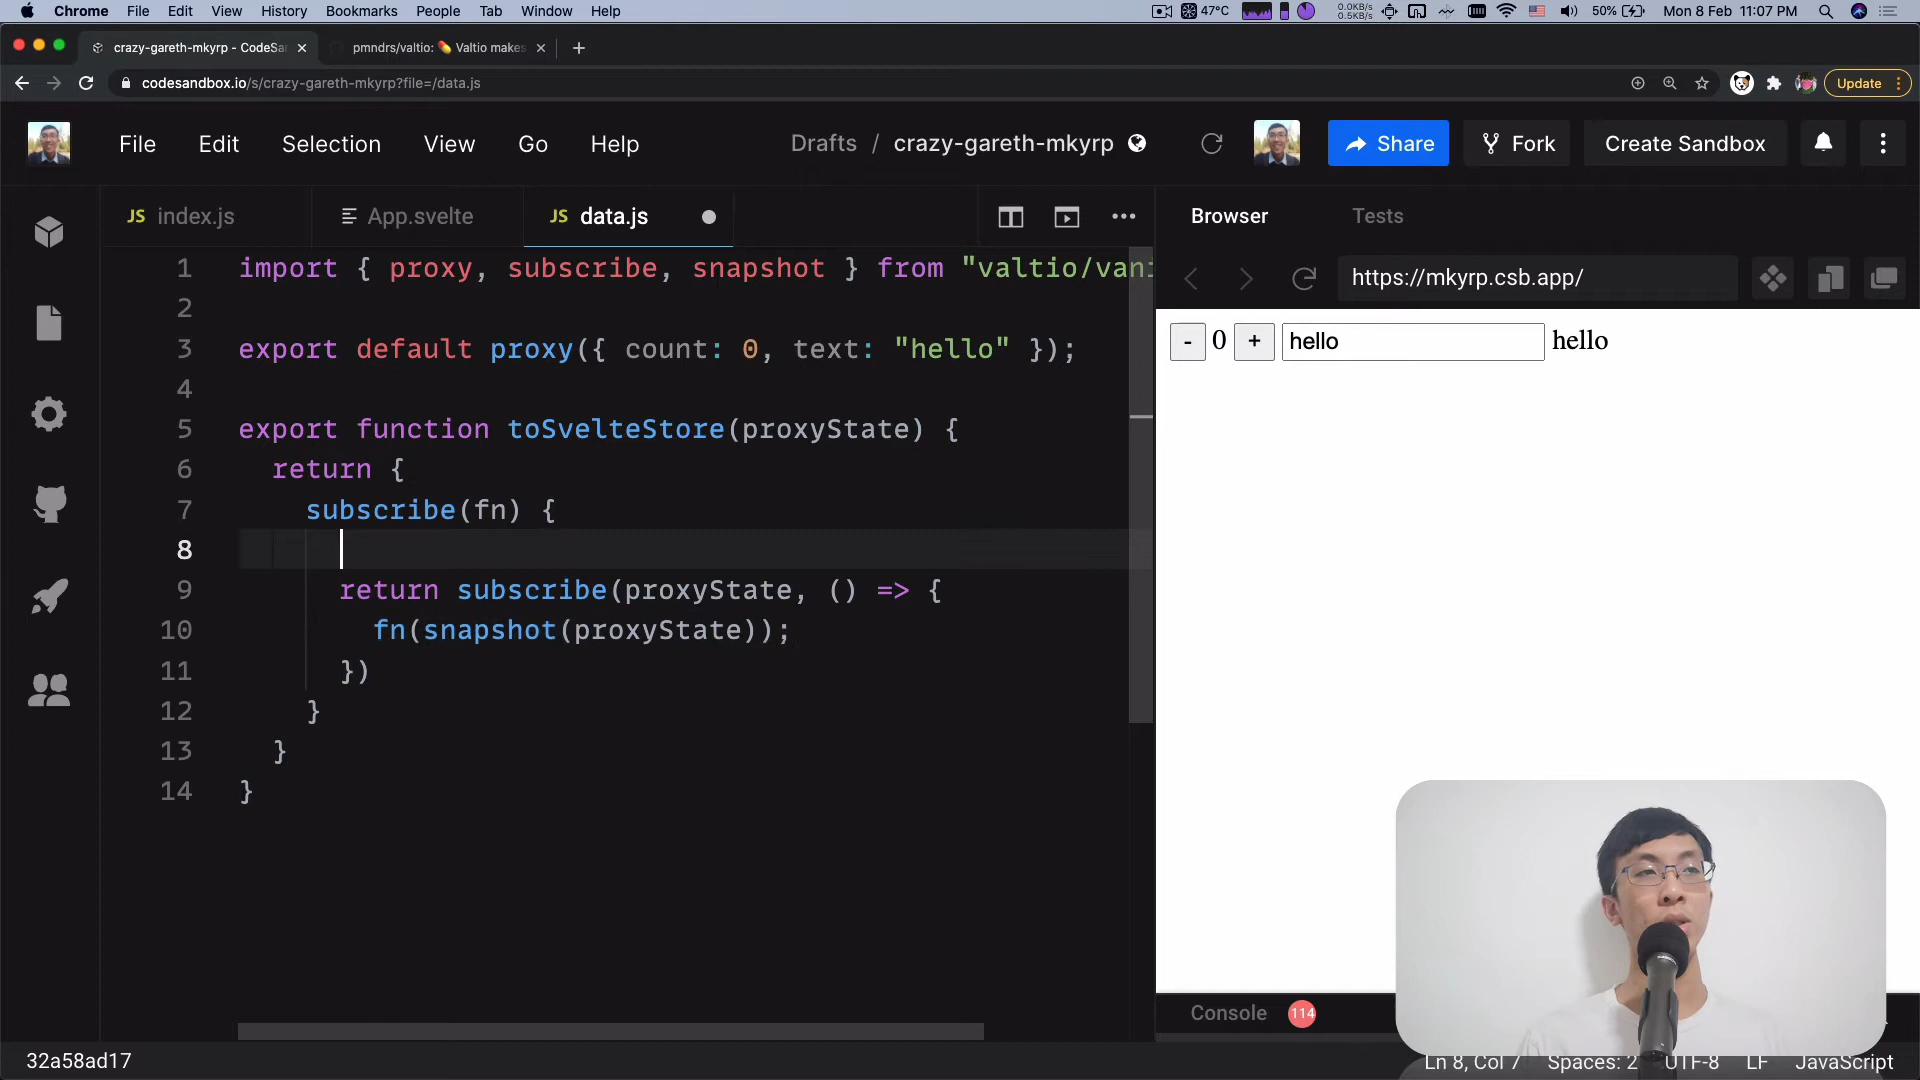 Chrome File Edit View History Bookmarks People Tab Window Help
47°C 0.0KB/s 0.5KB/s 50% Mon 8 Feb 11:07 PM
crazy-gareth-mkyrp - CodeSan
pmndrs/valtio: 💊 Valtio makes
codesandbox.io/s/crazy-gareth-mkyrp?file=/data.js
Update
File Edit Selection View Go Help
Drafts / crazy-gareth-mkyrp
Share Fork Create Sandbox
JS index.js App.svelte JS data.js
Browser Tests
https://mkyrp.csb.app/
- 0 + hello hello
1 import { proxy, subscribe, snapshot } from "valtio/vani
2
3 export default proxy({ count: 0, text: "hello" });
4
5 export function toSvelteStore(proxyState) {
6 return {
7 subscribe(fn) {
8
9 return subscribe(proxyState, () => {
10 fn(snapshot(proxyState));
11 })
12 }
13 }
14 }
Console 114
32a58ad17
Ln 8, Col 7 Spaces: 2 UTF-8 LF JavaScript